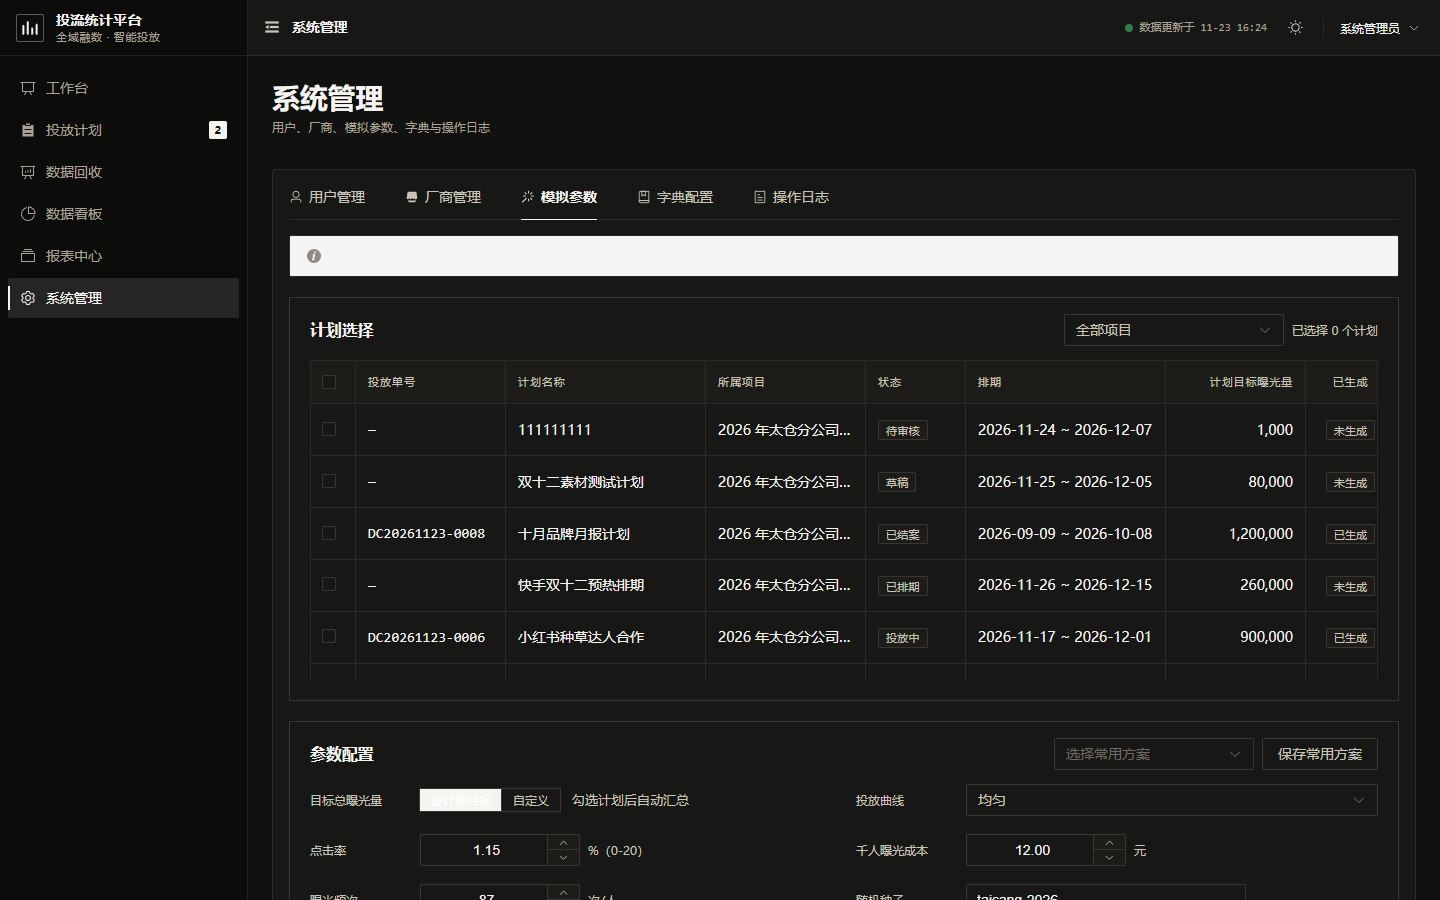 投流统计平台
全域融数 · 智能投放
系统管理
数据更新于 11-23 16:24
系统管理员
工作台
投放计划 2
数据回收
数据看板
报表中心
系统管理
系统管理
用户、厂商、模拟参数、字典与操作日志
用户管理 厂商管理 模拟参数 字典配置 操作日志
计划选择 全部项目 已选择 0 个计划
投放单号 计划名称 所属项目 状态 排期 计划目标曝光量 已生成
– 111111111 2026 年太仓分公司... 待审核 2026-11-24 ~ 2026-12-07 1,000 未生成
– 双十二素材测试计划 2026 年太仓分公司... 草稿 2026-11-25 ~ 2026-12-05 80,000 未生成
DC20261123-0008 十月品牌月报计划 2026 年太仓分公司... 已结案 2026-09-09 ~ 2026-10-08 1,200,000 已生成
– 快手双十二预热排期 2026 年太仓分公司... 已排期 2026-11-26 ~ 2026-12-15 260,000 未生成
DC20261123-0006 小红书种草达人合作 2026 年太仓分公司... 投放中 2026-11-17 ~ 2026-12-01 900,000 已生成
参数配置 选择常用方案 保存常用方案
目标总曝光量 自定义 勾选计划后自动汇总 投放曲线 均匀
点击率 1.15 % (0-20) 千人曝光成本 12.00 元
曝光频次 87 次/人 随机种子 taicang-2026